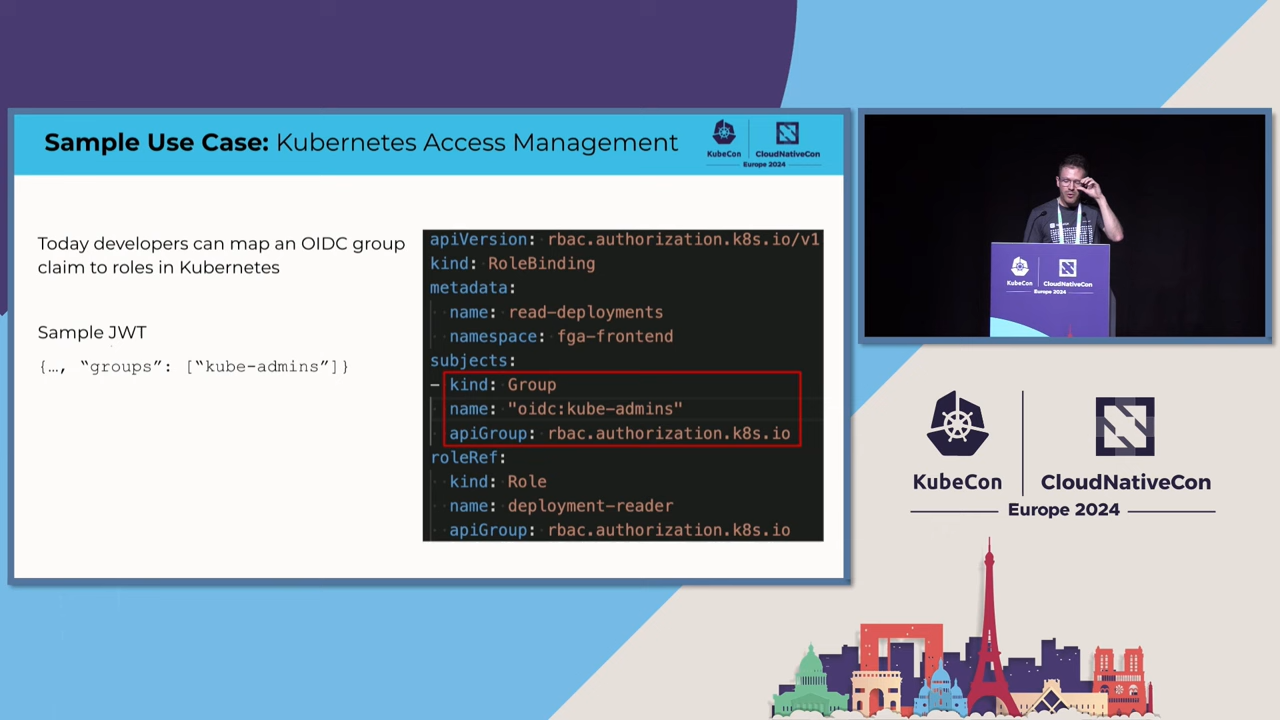 Sample Use Case: Kubernetes Access Management
KubeCon
CloudNativeCon
Europe 2024
Today developers can map an OIDC group
claim to roles in Kubernetes
Sample JWT
{…, “groups”: [“kube-admins”]}
apiVersion: rbac.authorization.k8s.io/v1
kind: RoleBinding
metadata:
name: read-deployments
namespace: fga-frontend
subjects:
- kind: Group
name: "oidc:kube-admins"
apiGroup: rbac.authorization.k8s.io
roleRef:
kind: Role
name: deployment-reader
apiGroup: rbac.authorization.k8s.io
KubeCon
CloudNativeCon
Europe 2024
KubeCon
CloudNativeCon
Europe 2024